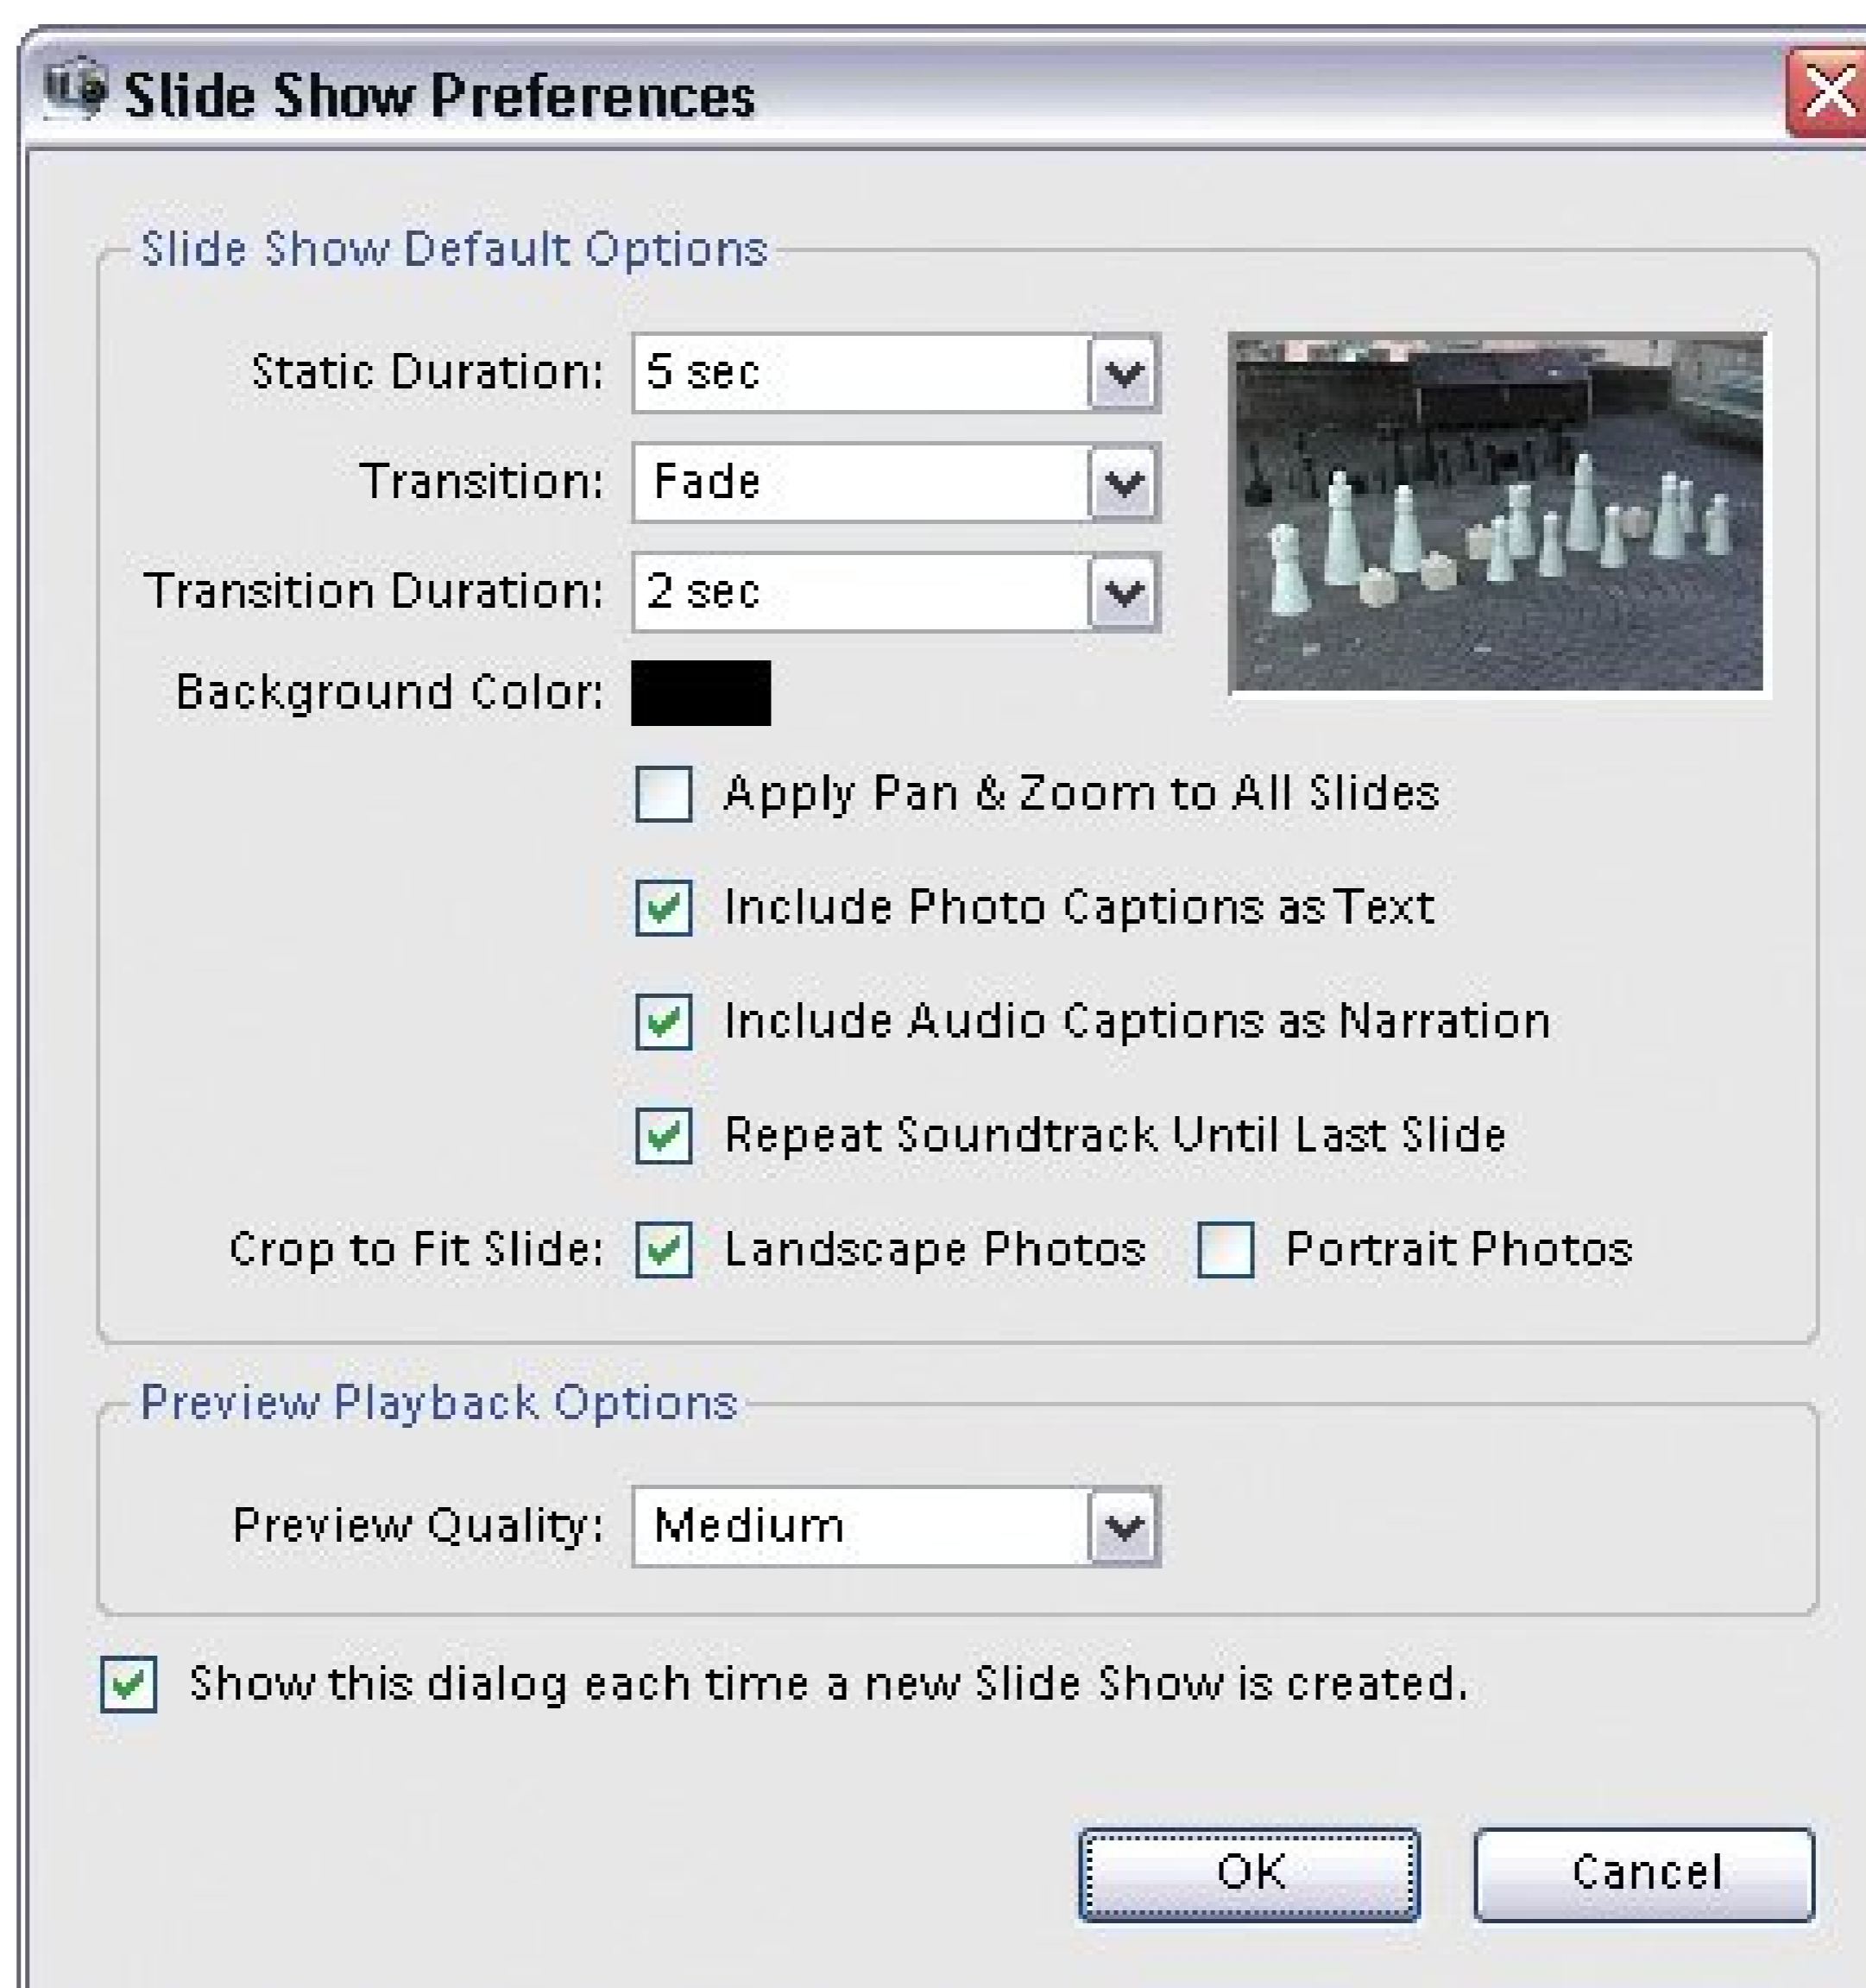 Slide Show Preferences
Slide Show Default Options
Static Duration: 5 sec
Transition: Fade
Transition Duration: 2 sec
Background Color:
Apply Pan & Zoom to All Slides
Include Photo Captions as Text
Include Audio Captions as Narration
Repeat Soundtrack Until Last Slide
Crop to Fit Slide: Landscape Photos Portrait Photos
Preview Playback Options
Preview Quality: Medium
Show this dialog each time a new Slide Show is created.
OK Cancel